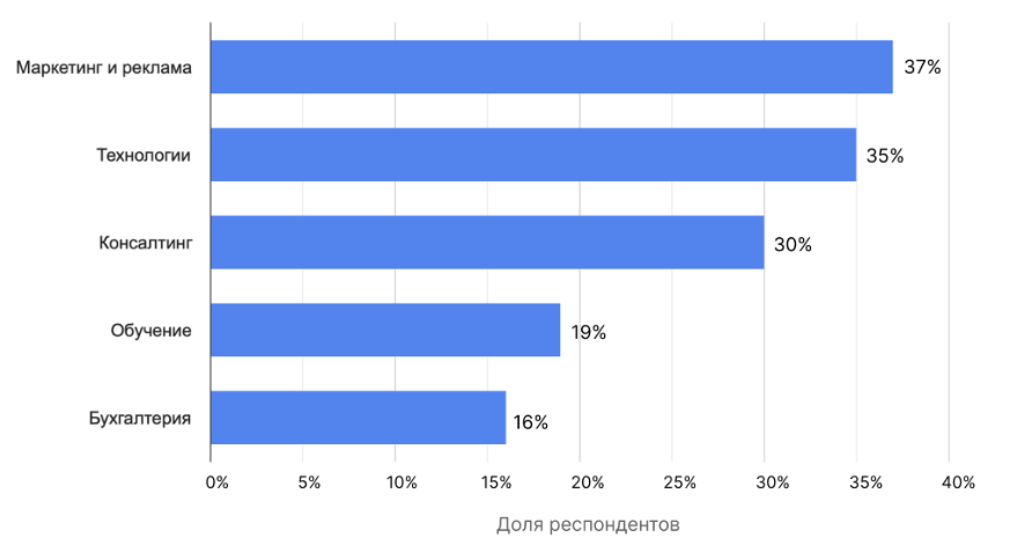 Маркетинг и реклама 37%
Технологии 35%
Консалтинг 30%
Обучение 19%
Бухгалтерия 16%
0% 5% 10% 15% 20% 25% 30% 35% 40%
Доля респондентов